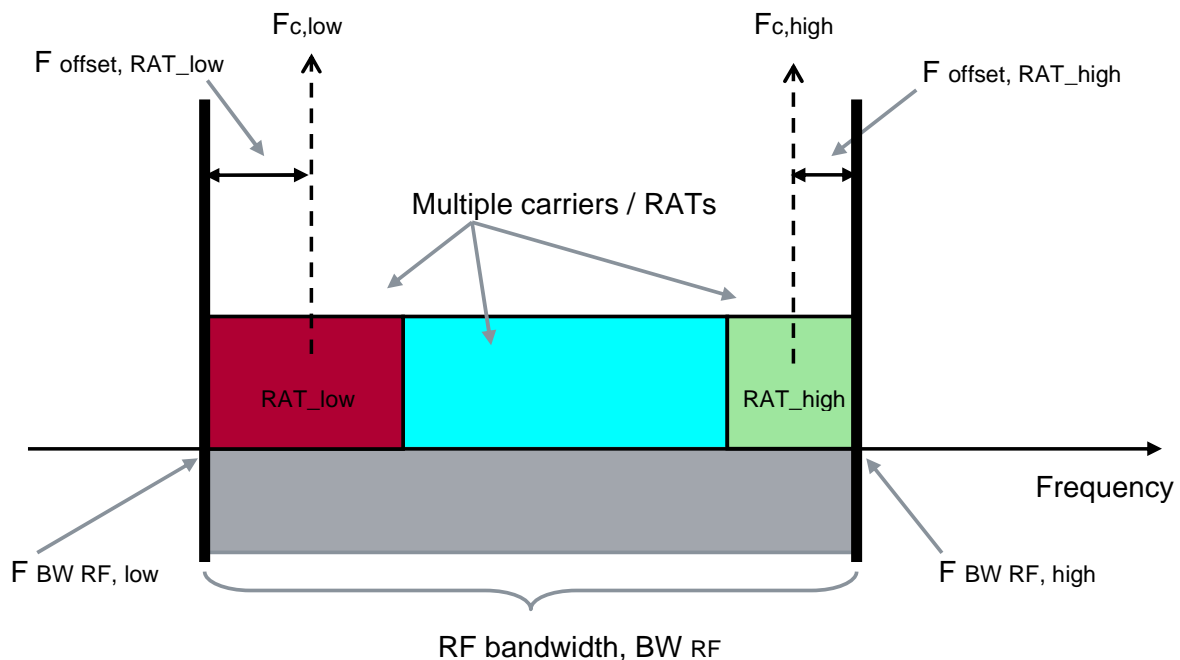 Fc,low
Fc,high
F offset, RAT_low
F offset, RAT_high
Multiple carriers / RATs
RAT_low
RAT_high
Frequency
F BW RF, low
F BW RF, high
RF bandwidth, BW RF